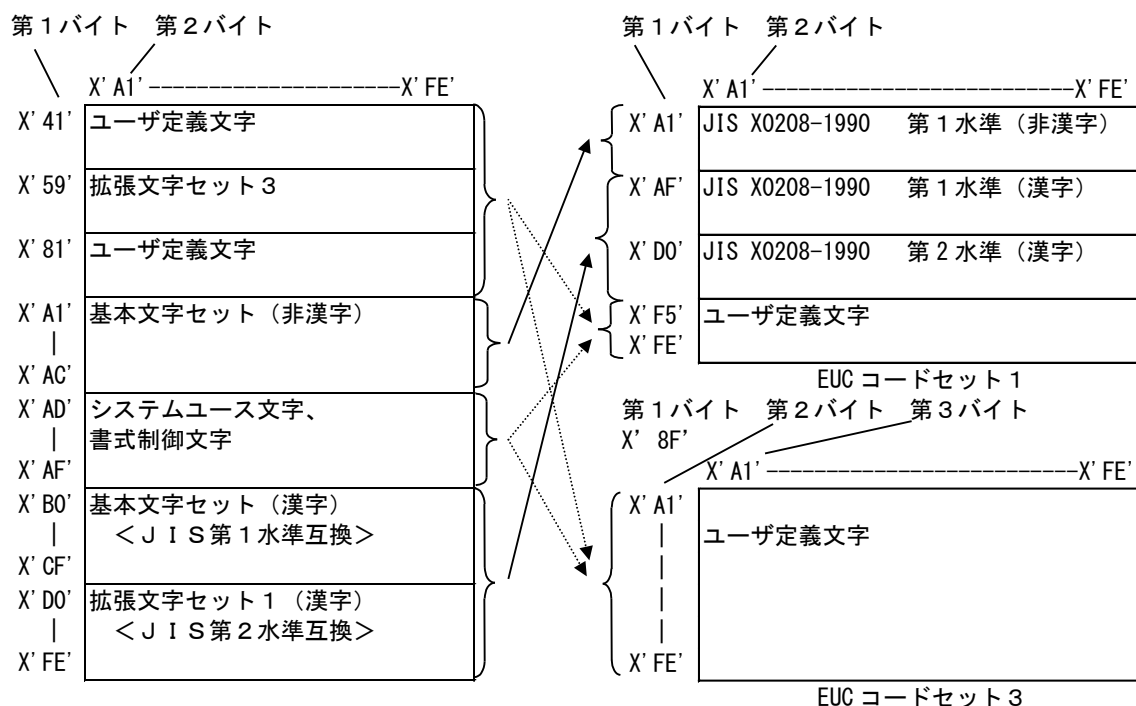 第１バイト 第２バイト
X'A1'---------------------X'FE'
X'41' ユーザ定義文字
X'59' 拡張文字セット３
X'81' ユーザ定義文字
X'A1' 基本文字セット（非漢字）
|
X'AC'
X'AD' システムユース文字、
| 書式制御文字
X'AF'
X'B0' 基本文字セット（漢字）
| ＜ＪＩＳ第１水準互換＞
X'CF'
X'D0' 拡張文字セット１（漢字）
| ＜ＪＩＳ第２水準互換＞
X'FE'
第１バイト 第２バイト
X'A1'--------------------------X'FE'
X'A1' JIS X0208-1990 第１水準（非漢字）
X'AF' JIS X0208-1990 第１水準（漢字）
X'D0' JIS X0208-1990 第２水準（漢字）
X'F5' ユーザ定義文字
X'FE'
EUCコードセット１
第１バイト 第２バイト 第３バイト
X' 8F'
X'A1'--------------------------X'FE'
X'A1'
| ユーザ定義文字
|
|
|
X'FE'
EUCコードセット３